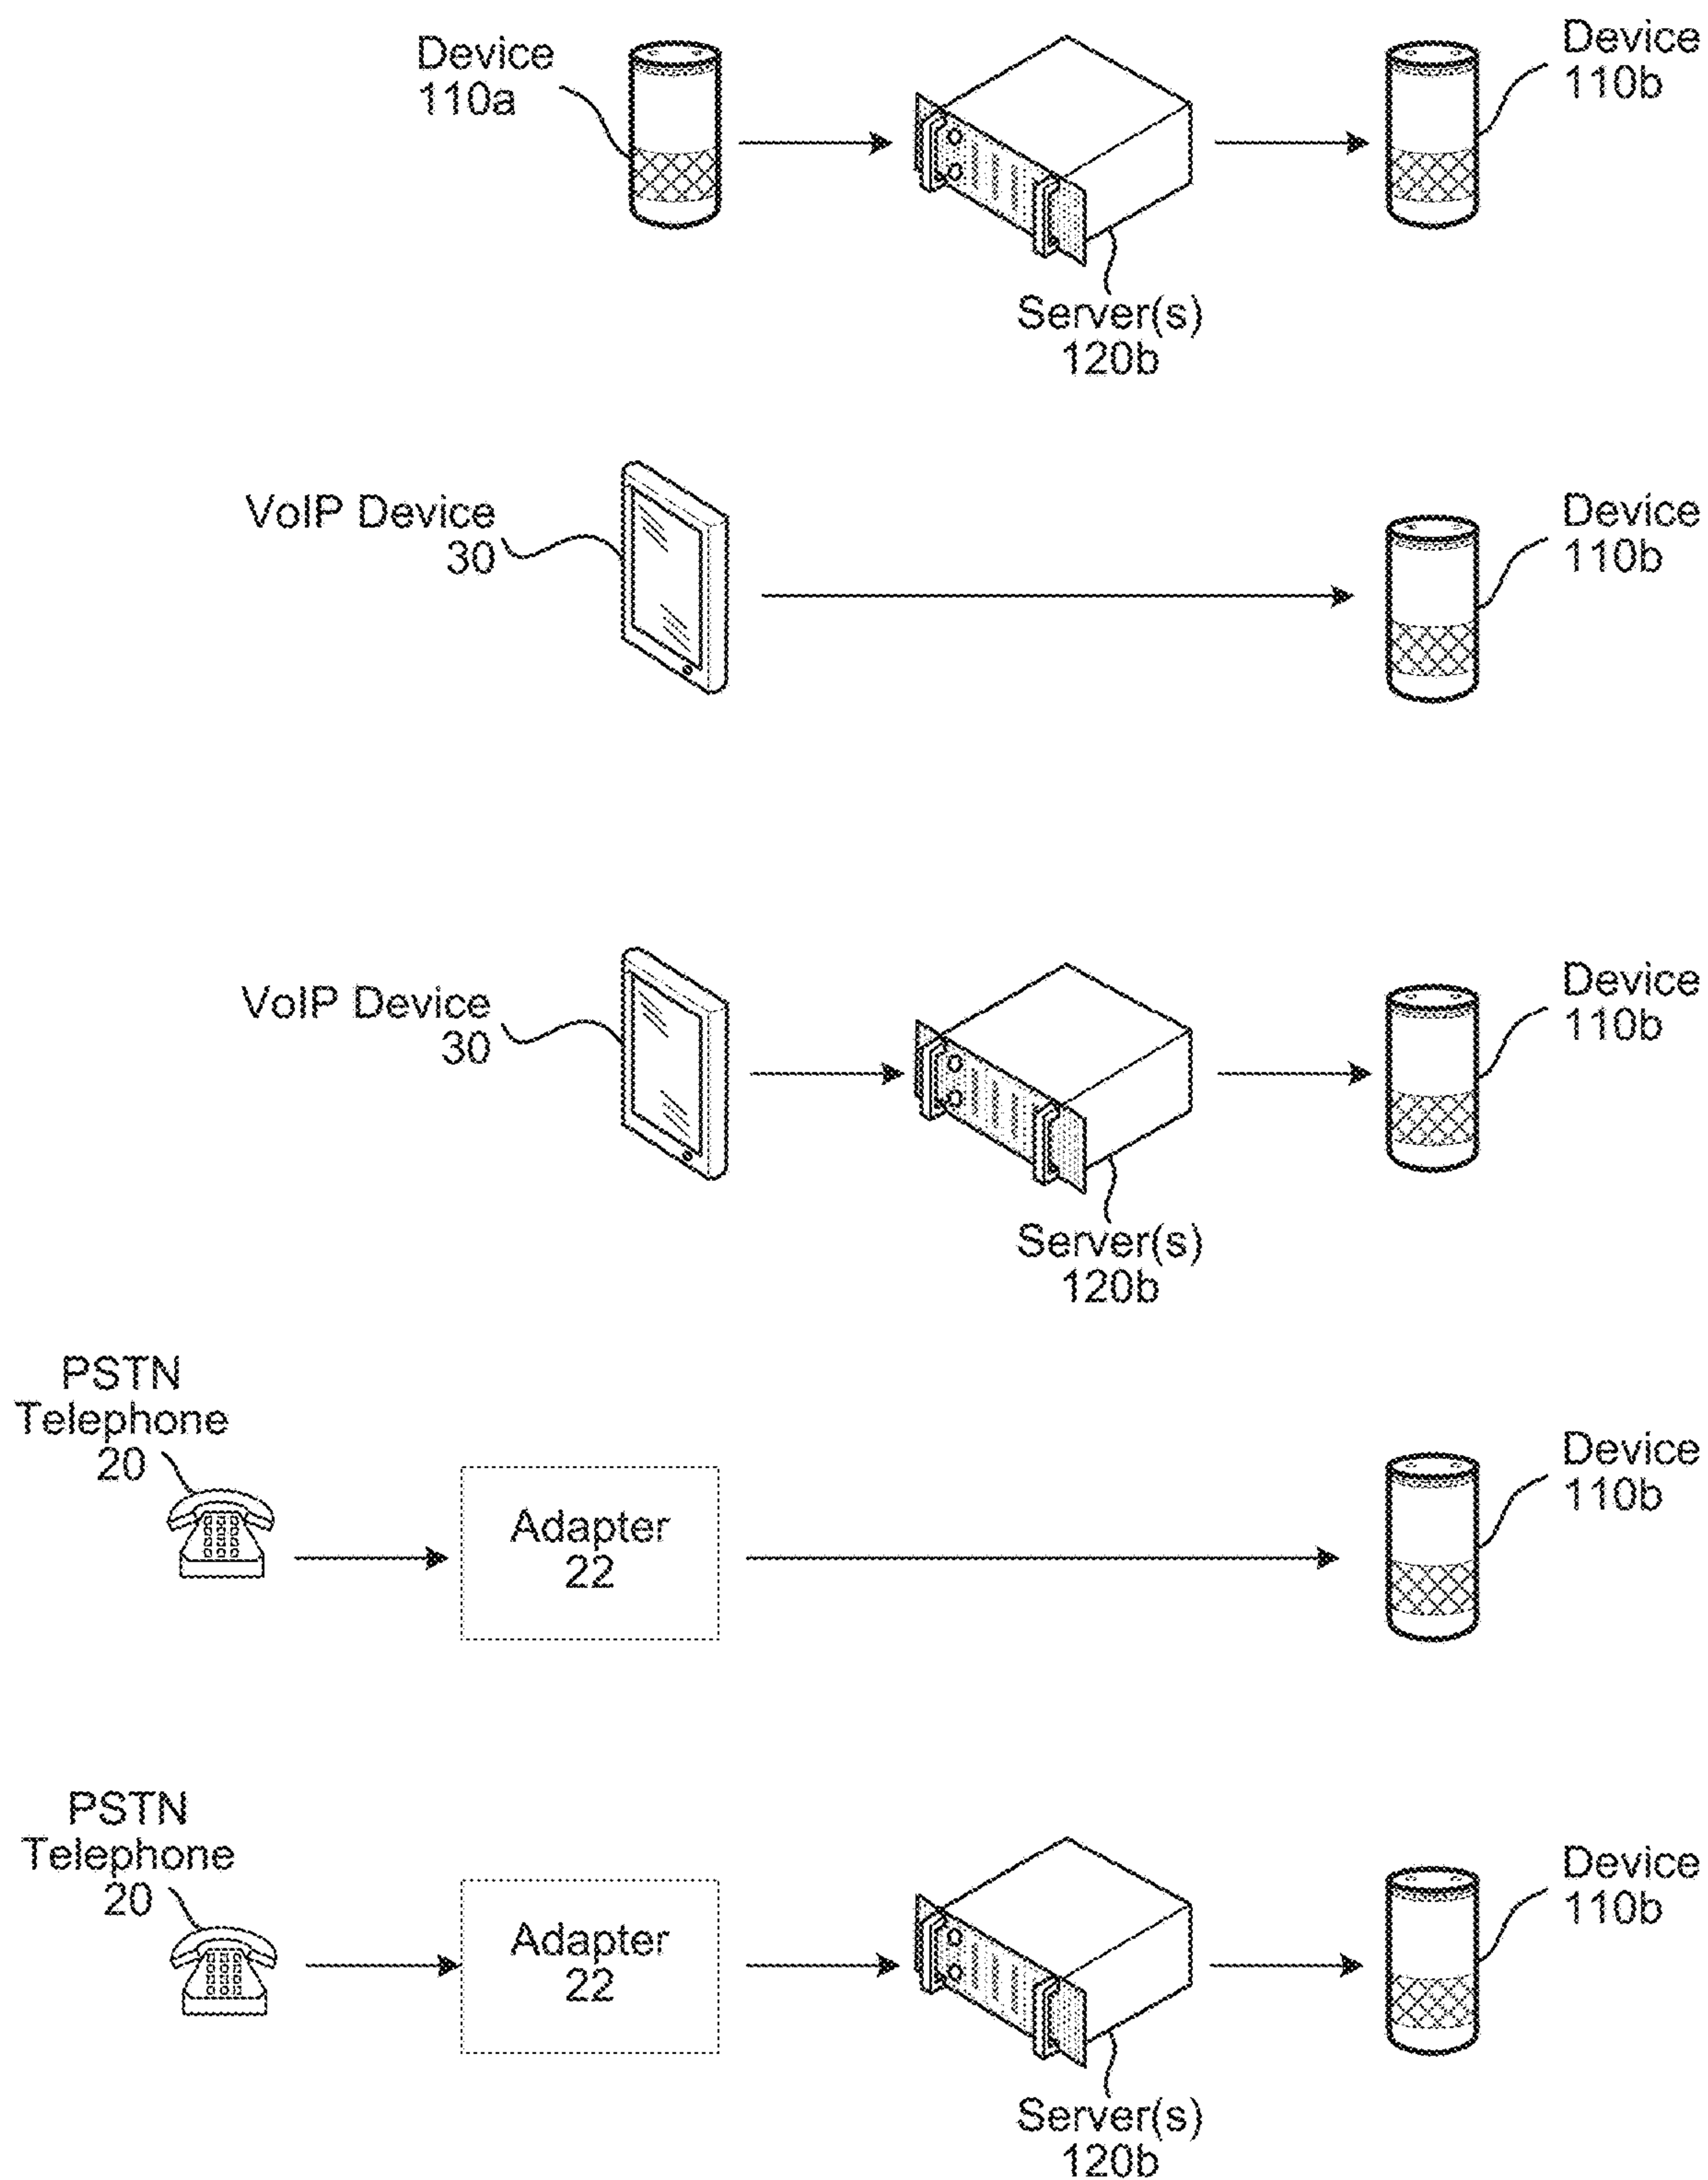 Device
110a
Device
110b
Server(s)
120b
VoIP Device
30
Device
110b
VoIP Device
30
Device
110b
Server(s)
120b
PSTN
Telephone
20
Adapter
22
Device
110b
PSTN
Telephone
20
Adapter
22
Device
110b
Server(s)
120b